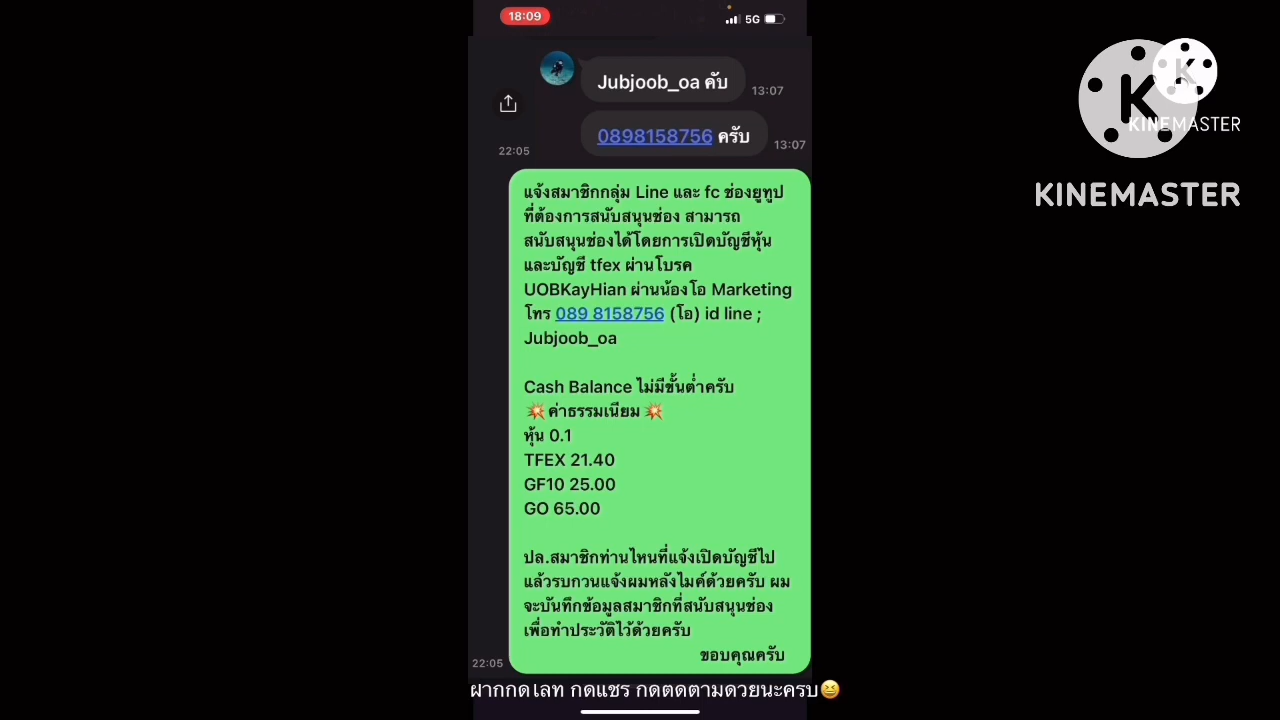 18:09
5G
Jubjoob_oa คับ
13:07
0898158756 ครับ
13:07
22:05
แจ้งสมาชิกกลุ่ม Line และ fc ช่องยูทูป
ที่ต้องการสนับสนุนช่อง สามารถ
สนับสนุนช่องได้โดยการเปิดบัญชีหุ้น
และบัญชี tfex ผ่านโบรค
UOBKayHian ผ่านน้องโอ Marketing
โทร 089 8158756 (โอ) id line ;
Jubjoob_oa
Cash Balance ไม่มีขั้นต่ำครับ
💥ค่าธรรมเนียม💥
หุ้น 0.1
TFEX 21.40
GF10 25.00
GO 65.00
ปล.สมาชิกท่านไหนที่แจ้งเปิดบัญชีไป
แล้วรบกวนแจ้งผมหลังไมค์ด้วยครับ ผม
จะบันทึกข้อมูลสมาชิกที่สนับสนุนช่อง
เพื่อทำประวัติไว้ด้วยครับ
ขอบคุณครับ
22:05
ฝากกดไลท กดแชร กดตดตามดวยนะครบ😆
KINEMASTER
KINEMASTER